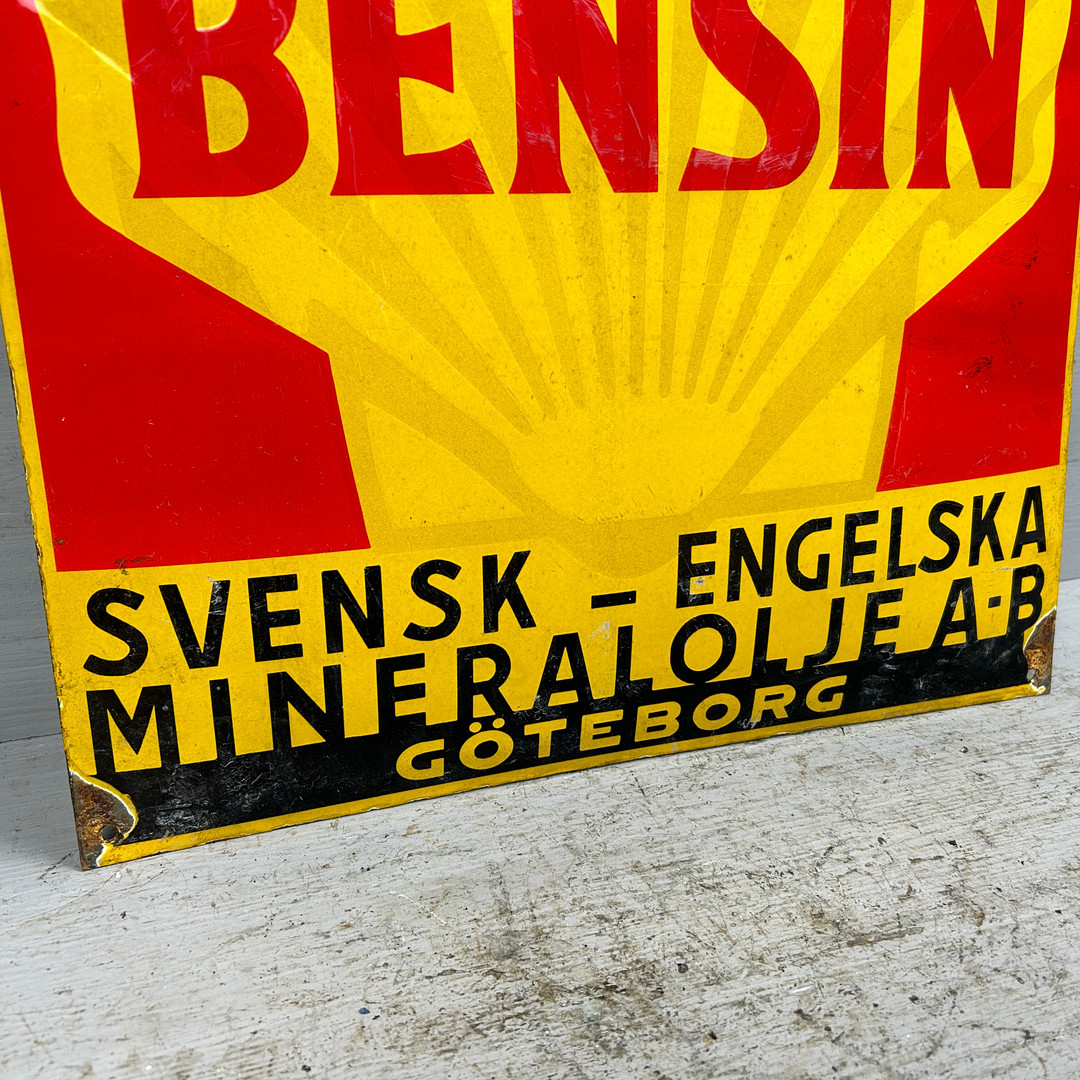 BENSIN
SVENSK – ENGELSKA
MINERALOLJE A-B
GÖTEBORG